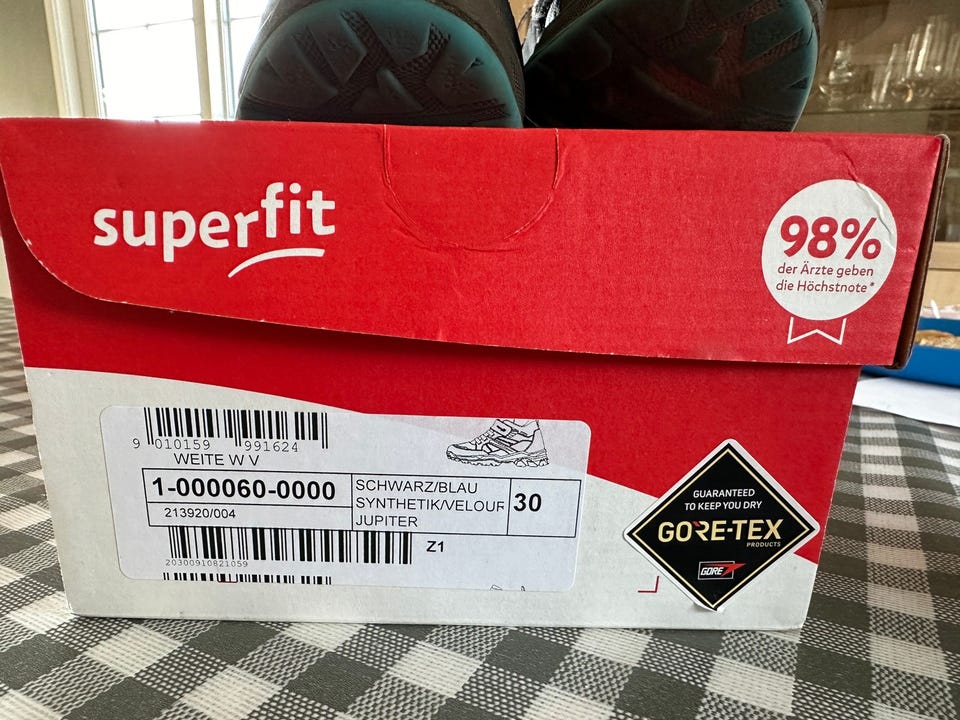 superfit
98%
der Ärzte geben
die Höchstnote*
9 010159 991624
WEITE W V
1-000060-0000
213920/004
SCHWARZ/BLAU
SYNTHETIK/VELOUR
JUPITER
30
Z1
20300910821059
GUARANTEED
TO KEEP YOU DRY
GORE-TEX
PRODUCTS
GORE